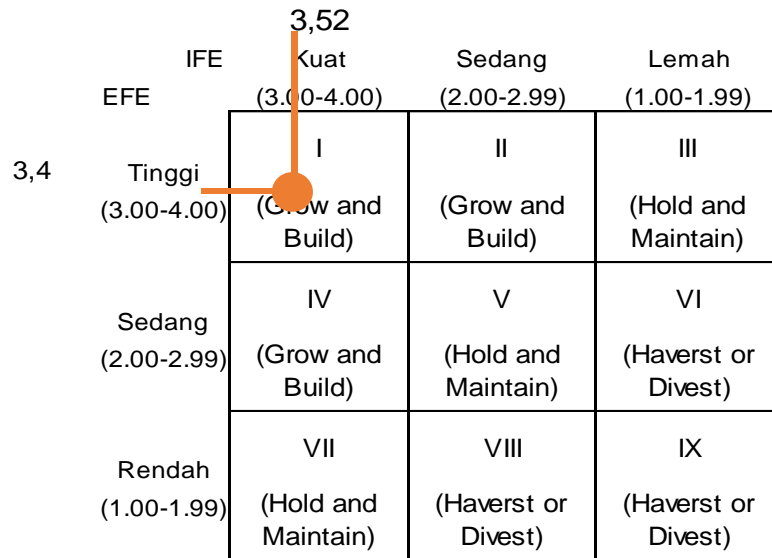 3,52
IFE Kuat Sedang Lemah
EFE (3.00-4.00) (2.00-2.99) (1.00-1.99)
3,4 Tinggi (3.00-4.00)
I
(Grow and
Build)
II
(Grow and
Build)
III
(Hold and
Maintain)
Sedang
(2.00-2.99)
IV
(Grow and
Build)
V
(Hold and
Maintain)
VI
(Haverst or
Divest)
Rendah
(1.00-1.99)
VII
(Hold and
Maintain)
VIII
(Haverst or
Divest)
IX
(Haverst or
Divest)